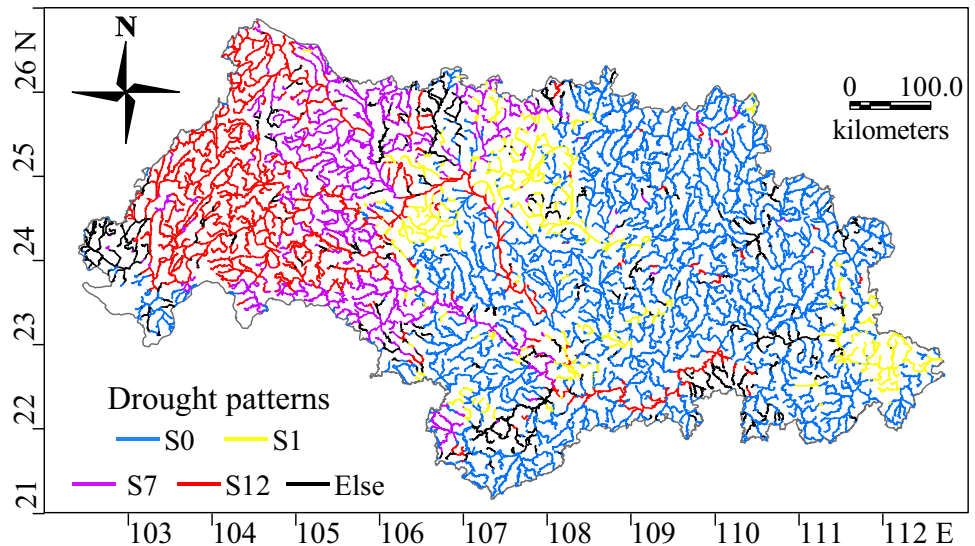 N
26 N
25
24
23
22
21
0 100.0
kilometers
Drought patterns
S0 S1
S7 S12 Else
103 104 105 106 107 108 109 110 111 112 E